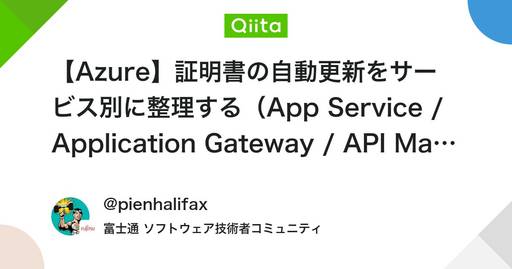 Qiita
【Azure】証明書の自動更新をサー
ビス別に整理する（App Service /
Application Gateway / API Ma…
@pienhalifax
富士通 ソフトウェア技術者コミュニティ